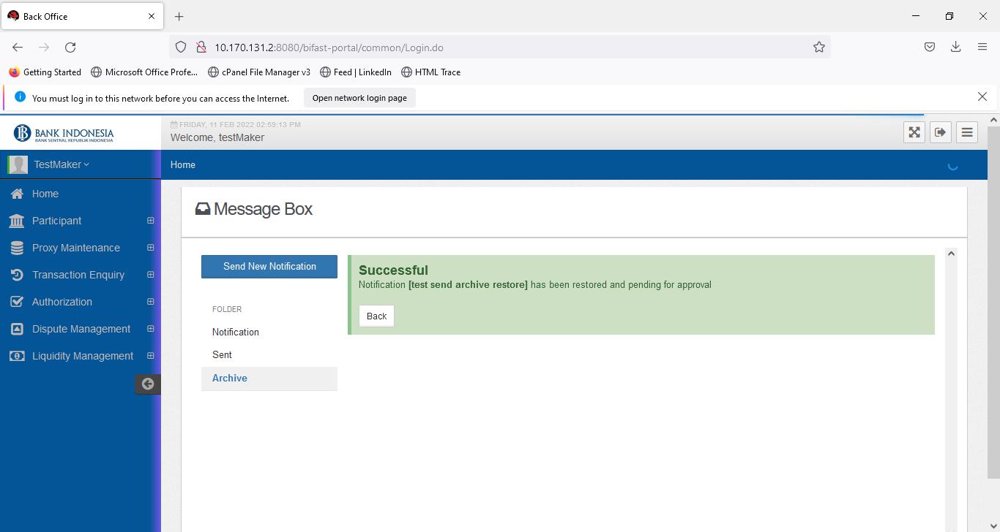 Back Office
10.170.131.2:8080/bifast-portal/common/Login.do
Getting Started Microsoft Office Profe... cPanel File Manager v3 Feed | LinkedIn HTML Trace
You must log in to this network before you can access the Internet. Open network login page
BANK INDONESIA
BANK SENTRAL REPUBLIK INDONESIA
FRIDAY, 11 FEB 2022 02:59:13 PM
Welcome, testMaker
TestMaker
Home
Home
Participant
Proxy Maintenance
Transaction Enquiry
Authorization
Dispute Management
Liquidity Management
Message Box
Send New Notification
FOLDER
Notification
Sent
Archive
Successful
Notification [test send archive restore] has been restored and pending for approval
Back